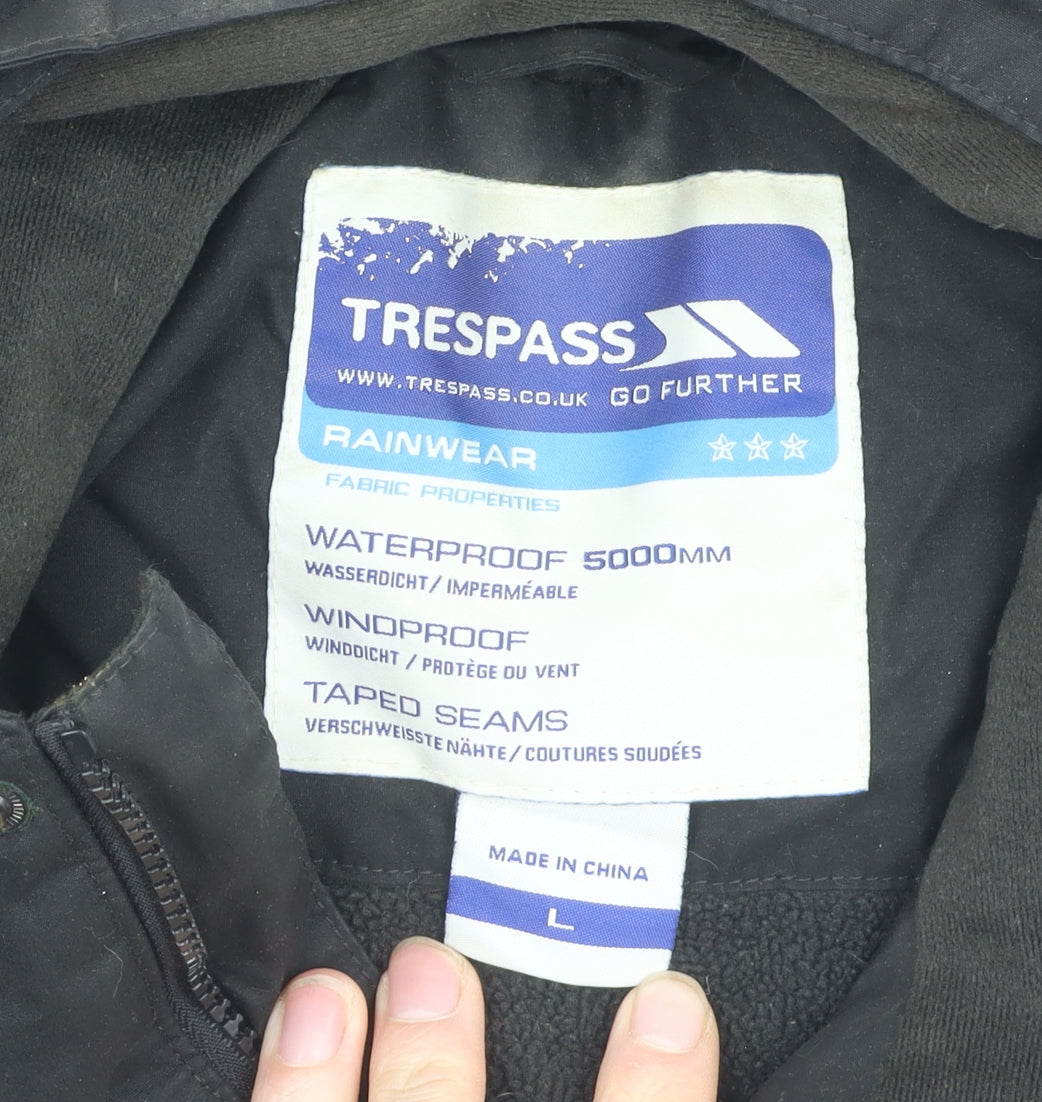 TRESPASS
WWW.TRESPASS.CO.UK GO FURTHER
RAINWEAR
FABRIC PROPERTIES
WATERPROOF 5000MM
WASSERDICHT/ IMPERMÉABLE
WINDPROOF
WINDDICHT / PROTÈGE DU VENT
TAPED SEAMS
VERSCHWEISSTE NÄHTE/ COUTURES SOUDÉES
MADE IN CHINA
L